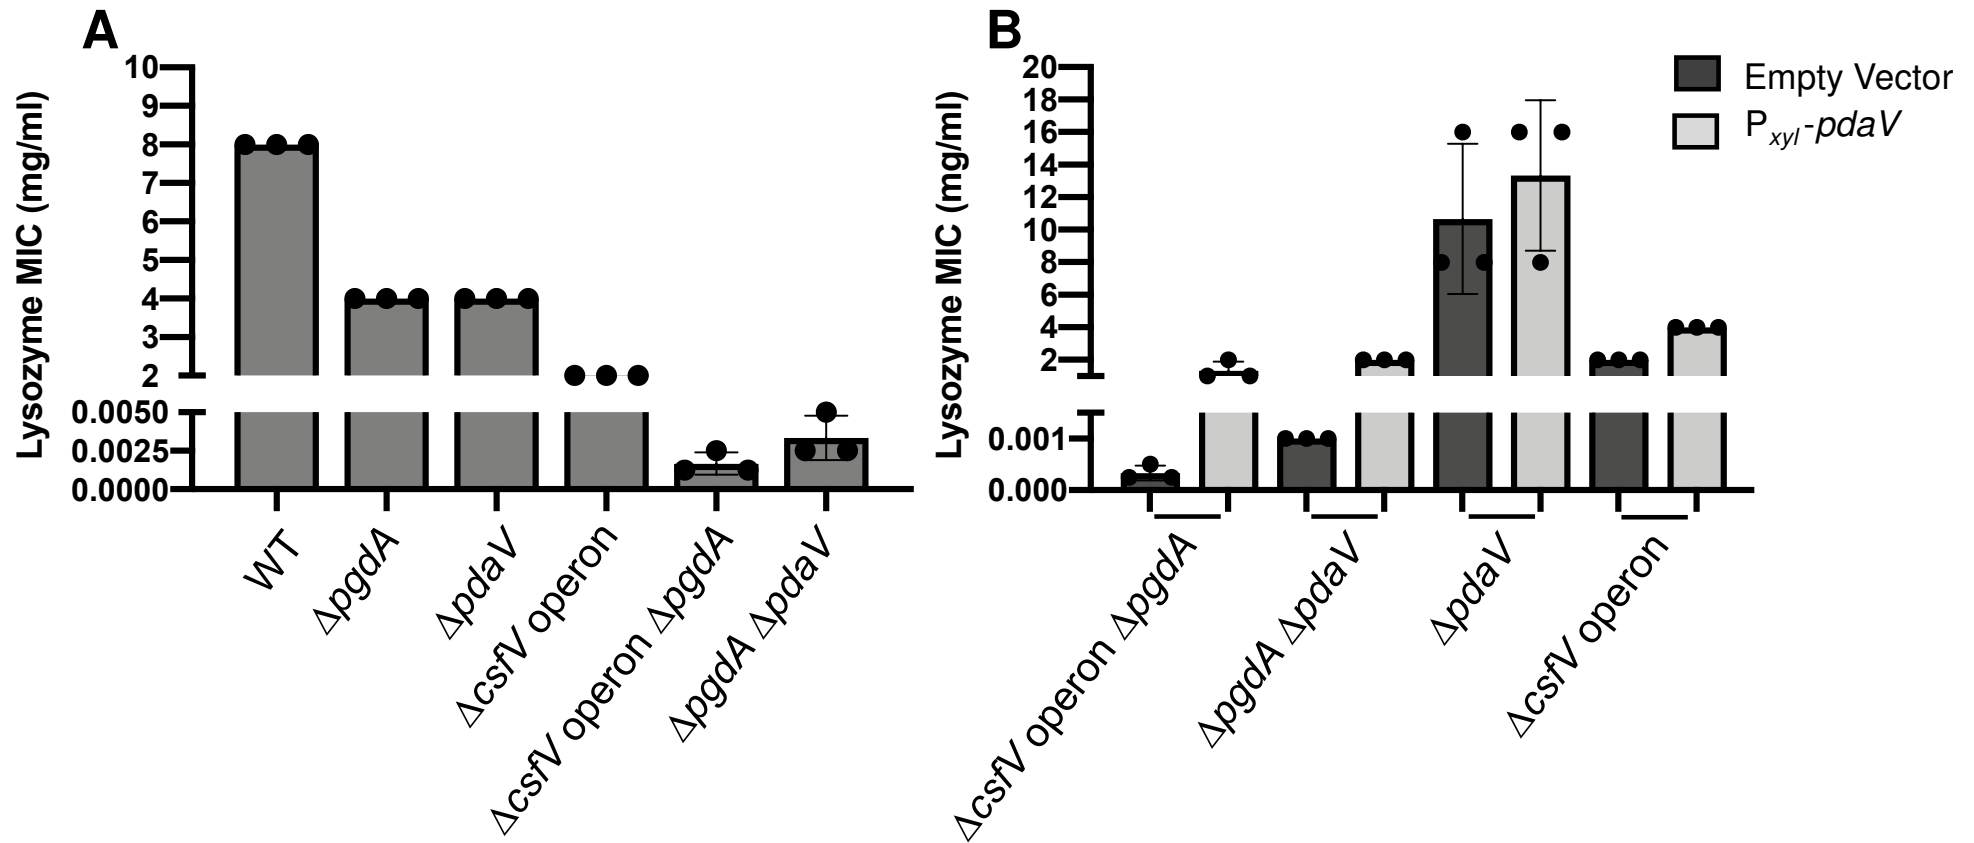 A
Lysozyme MIC (mg/ml)
10
9
8
7
6
5
4
3
2
0.0050
0.0025
0.0000
WT
ΔpgdA
ΔpdaV
ΔcsfV operon
ΔcsfV operon ΔpgdA
ΔpgdA ΔpdaV
B
Lysozyme MIC (mg/ml)
20
18
16
14
12
10
8
6
4
2
0.001
0.000
ΔcsfV operon ΔpgdA
ΔpgdA ΔpdaV
ΔpdaV
ΔcsfV operon
Empty Vector
Pxyl-pdaV